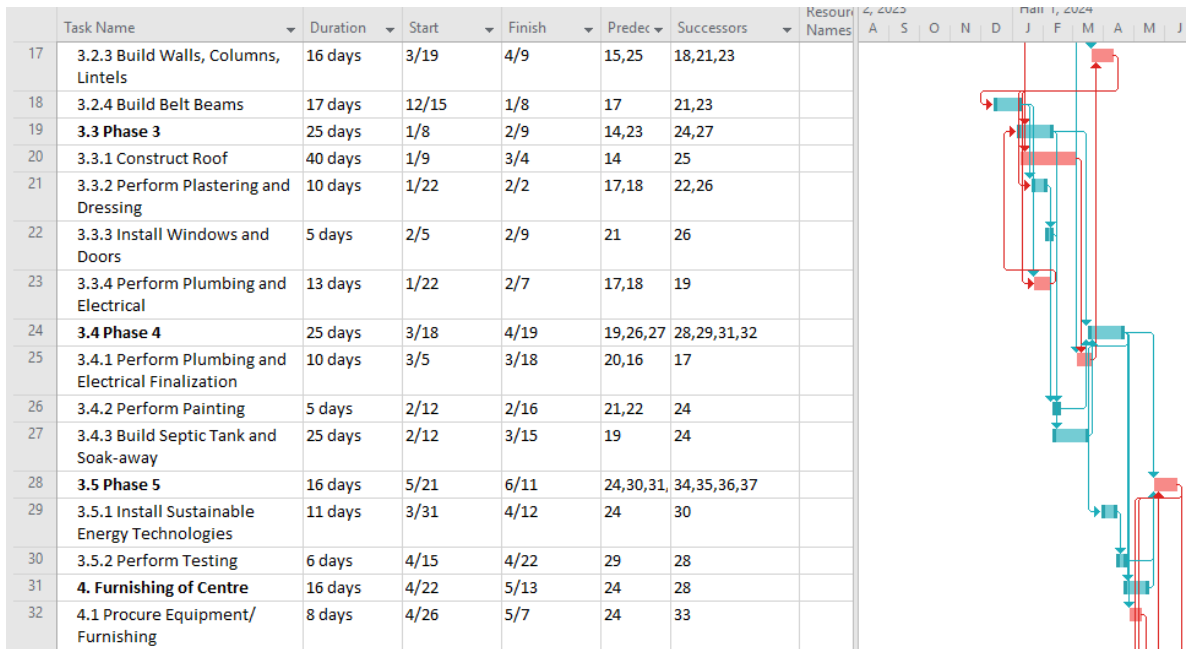 2, 2023 Half 1, 2024
Task Name Duration Start Finish Predec Successors Resour Names A S O N D J F M A M J
17 3.2.3 Build Walls, Columns, 16 days 3/19 4/9 15,25 18,21,23
Lintels
18 3.2.4 Build Belt Beams 17 days 12/15 1/8 17 21,23
19 3.3 Phase 3 25 days 1/8 2/9 14,23 24,27
20 3.3.1 Construct Roof 40 days 1/9 3/4 14 25
21 3.3.2 Perform Plastering and 10 days 1/22 2/2 17,18 22,26
Dressing
22 3.3.3 Install Windows and 5 days 2/5 2/9 21 26
Doors
23 3.3.4 Perform Plumbing and 13 days 1/22 2/7 17,18 19
Electrical
24 3.4 Phase 4 25 days 3/18 4/19 19,26,27 28,29,31,32
25 3.4.1 Perform Plumbing and 10 days 3/5 3/18 20,16 17
Electrical Finalization
26 3.4.2 Perform Painting 5 days 2/12 2/16 21,22 24
27 3.4.3 Build Septic Tank and 25 days 2/12 3/15 19 24
Soak-away
28 3.5 Phase 5 16 days 5/21 6/11 24,30,31, 34,35,36,37
29 3.5.1 Install Sustainable 11 days 3/31 4/12 24 30
Energy Technologies
30 3.5.2 Perform Testing 6 days 4/15 4/22 29 28
31 4. Furnishing of Centre 16 days 4/22 5/13 24 28
32 4.1 Procure Equipment/ 8 days 4/26 5/7 24 33
Furnishing